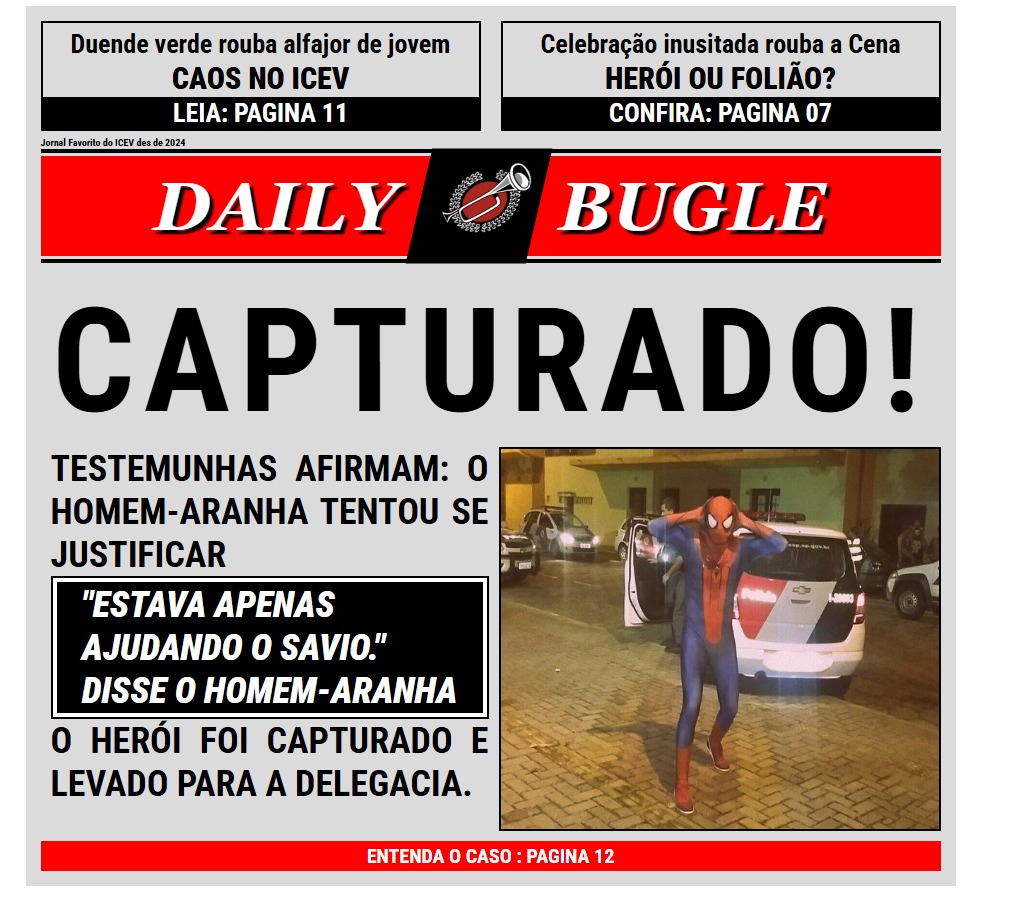 Duende verde rouba alfajor de jovem
CAOS NO ICEV
LEIA: PAGINA 11
Celebração inusitada rouba a Cena
HERÓI OU FOLIÃO?
CONFIRA: PAGINA 07
Jornal Favorito do ICEV des de 2024
DAILY BUGLE
CAPTURADO!
TESTEMUNHAS AFIRMAM: O
HOMEM-ARANHA TENTOU SE
JUSTIFICAR
"ESTAVA APENAS
AJUDANDO O SAVIO."
DISSE O HOMEM-ARANHA
O HERÓI FOI CAPTURADO E
LEVADO PARA A DELEGACIA.
ENTENDA O CASO : PAGINA 12